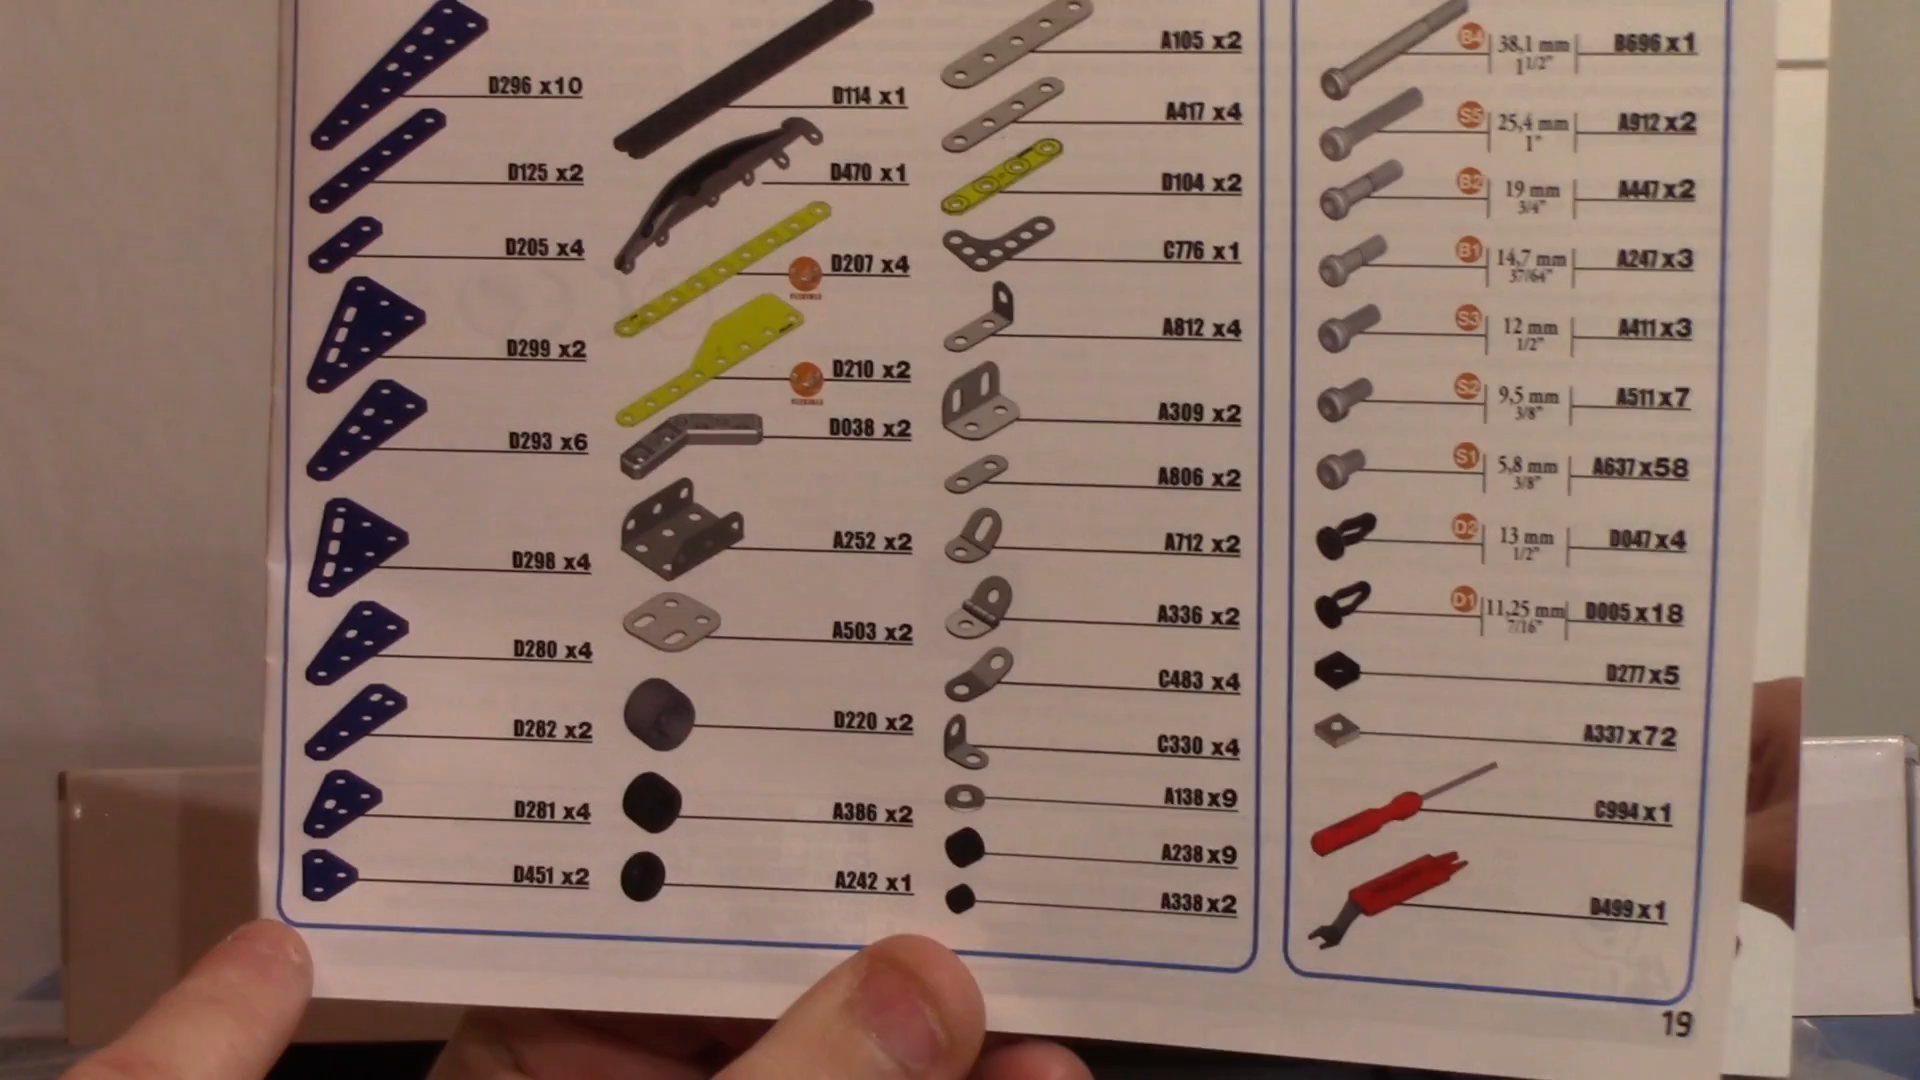 D296 x10
D125 x2
D205 x4
D299 x2
D293 x6
D298 x4
D280 x4
D282 x2
D281 x4
D451 x2
D114 x1
D470 x1
D207 x4
D210 x2
D038 x2
A252 x2
A503 x2
D220 x2
A386 x2
A242 x1
A105 x2
A417 x4
D104 x2
C776 x1
A812 x4
A309 x2
A806 x2
A712 x2
A336 x2
C483 x4
C330 x4
A138 x9
A238 x9
A338 x2
B4 38,1 mm B696 x1
1 1/2"
S5 25,4 mm A912 x2
1"
B2 19 mm A447 x2
3/4"
B1 14,7 mm A247 x3
37/64"
S3 12 mm A411 x3
1/2"
S2 9,5 mm A511 x7
3/8"
S1 5,8 mm A637 x58
3/8"
D2 13 mm D047 x4
1/2"
D1 11,25 mm D005 x18
7/16"
D277 x5
A337 x72
C994 x1
D499 x1
19